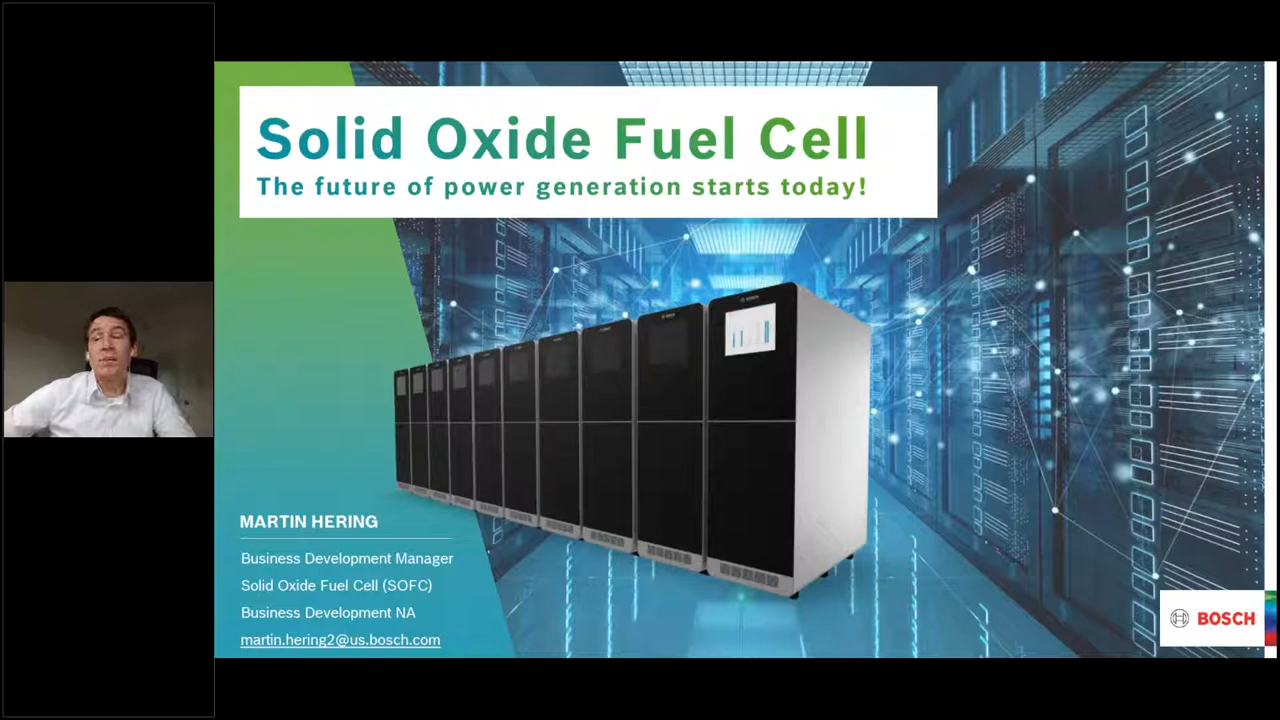 Solid Oxide Fuel Cell
The future of power generation starts today!
MARTIN HERING
Business Development Manager
Solid Oxide Fuel Cell (SOFC)
Business Development NA
martin.hering2@us.bosch.com
BOSCH